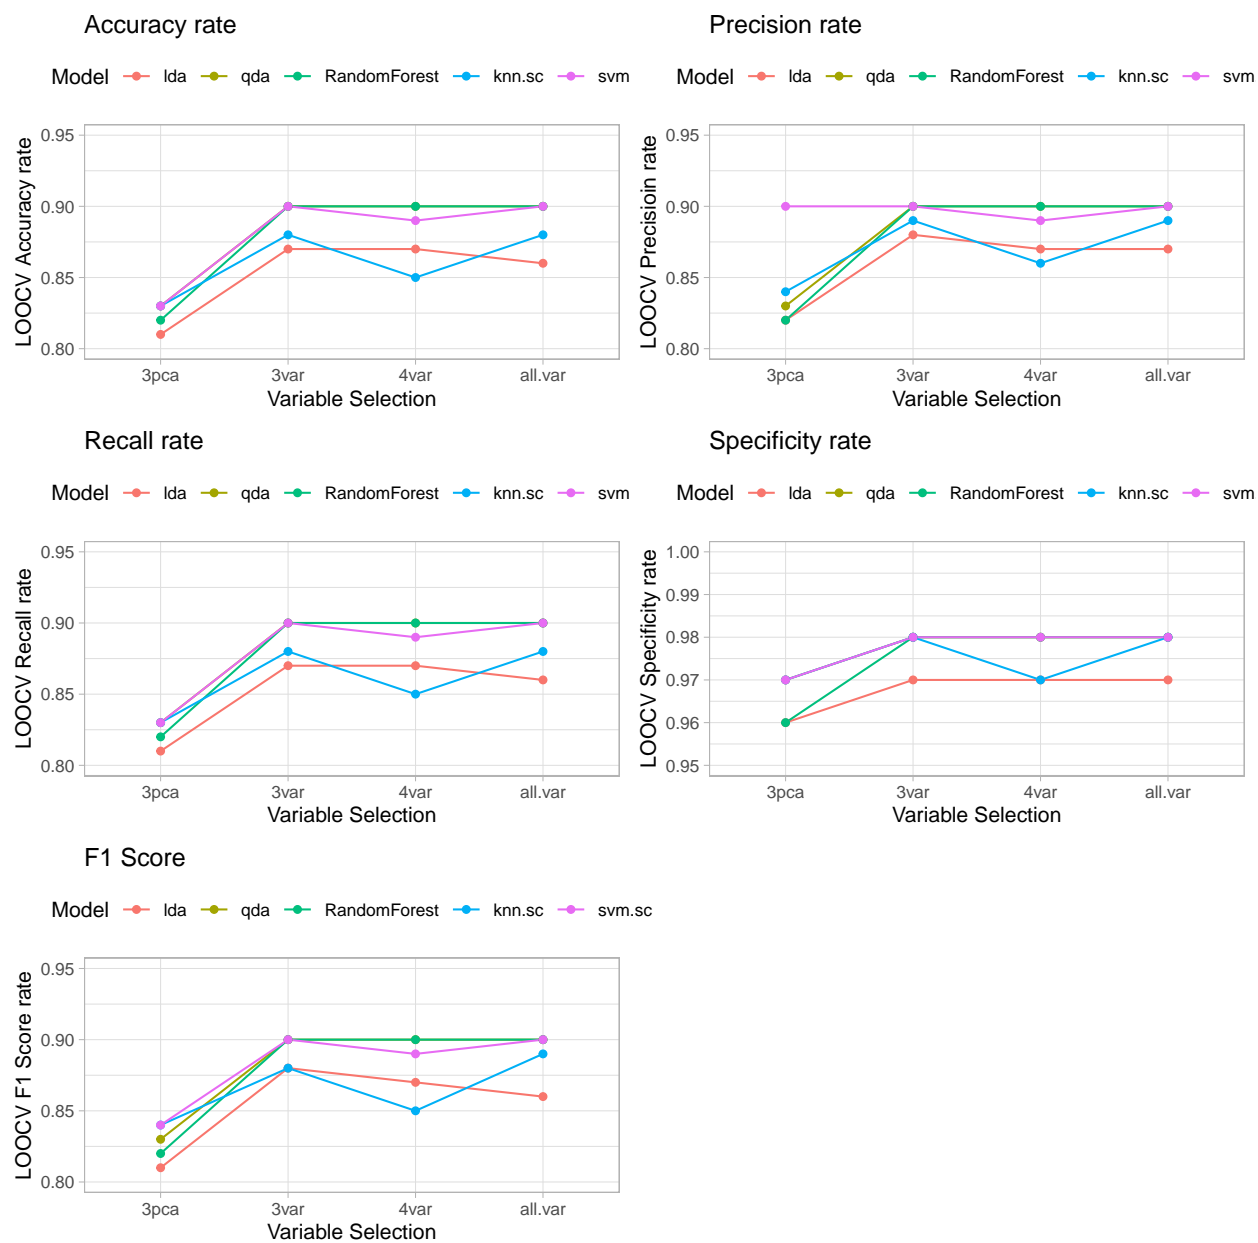 Accuracy rate
Model lda qda RandomForest knn.sc svm
LOOCV Accuracy rate
0.95
0.90
0.85
0.80
3pca 3var 4var all.var
Variable Selection
Precision rate
Model lda qda RandomForest knn.sc svm
LOOCV Precisioin rate
0.95
0.90
0.85
0.80
3pca 3var 4var all.var
Variable Selection
Recall rate
Model lda qda RandomForest knn.sc svm
LOOCV Recall rate
0.95
0.90
0.85
0.80
3pca 3var 4var all.var
Variable Selection
Specificity rate
Model lda qda RandomForest knn.sc svm
LOOCV Specificity rate
1.00
0.99
0.98
0.97
0.96
0.95
3pca 3var 4var all.var
Variable Selection
F1 Score
Model lda qda RandomForest knn.sc svm.sc
LOOCV F1 Score rate
0.95
0.90
0.85
0.80
3pca 3var 4var all.var
Variable Selection